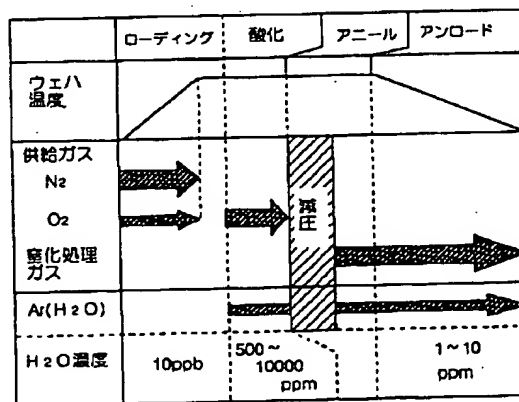 ローディング 酸化 アニール アンロード
ウェハ
温度
供給ガス
N2
O2
減圧
窒化処理
ガス
Ar(H2O)
H2O濃度 10ppb 500～
10000
ppm
1~10
ppm